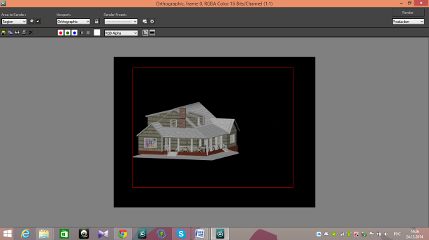 Orthographic, frame 0, RGBA Color 16 Bits/Channel (1:1)
Area to Render:
Viewport:
Render Preset:
Render
Region
Orthographic
Production
RGB Alpha
S
W